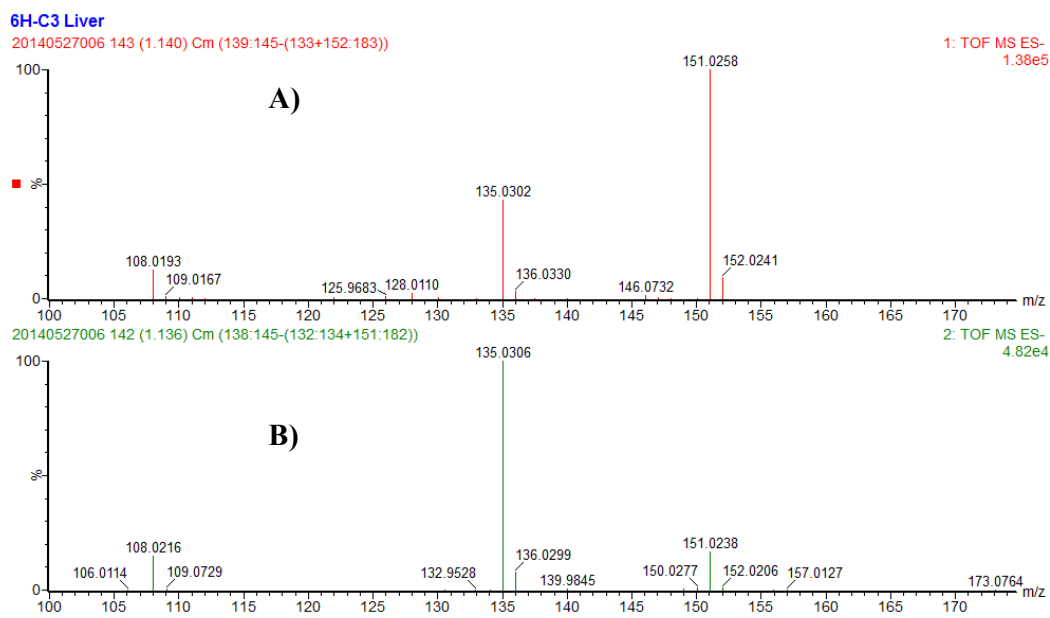 6H-C3 Liver
20140527006 143 (1.140) Cm (139:145-(133+152:183))
1: TOF MS ES-
1.38e5
100
%
0
A)
151.0258
135.0302
108.0193
109.0167
125.9683
128.0110
136.0330
146.0732
152.0241
m/z
100 105 110 115 120 125 130 135 140 145 150 155 160 165 170
20140527006 142 (1.136) Cm (138:145-(132:134+151:182))
2: TOF MS ES-
4.82e4
100
%
0
B)
135.0306
108.0216
106.0114
109.0729
132.9528
136.0299
139.9845
151.0238
150.0277
152.0206
157.0127
173.0764
m/z
100 105 110 115 120 125 130 135 140 145 150 155 160 165 170